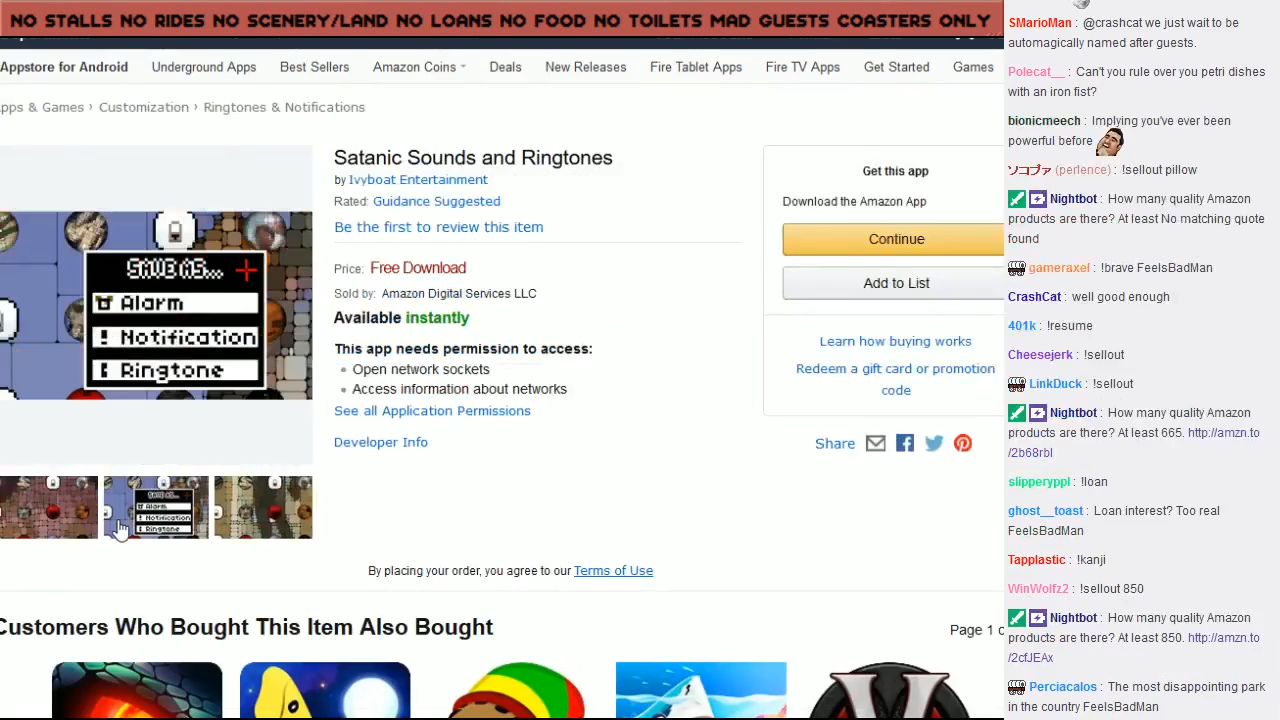 NO STALLS NO RIDES NO SCENERY/LAND NO LOANS NO FOOD NO TOILETS MAD GUESTS COASTERS ONLY
Appstore for Android Underground Apps Best Sellers Amazon Coins Deals New Releases Fire Tablet Apps Fire TV Apps Get Started Games
pps & Games › Customization › Ringtones & Notifications
Satanic Sounds and Ringtones
by Ivyboat Entertainment
Rated: Guidance Suggested
Be the first to review this item
Price: Free Download
Sold by: Amazon Digital Services LLC
Available instantly
This app needs permission to access:
Open network sockets
Access information about networks
See all Application Permissions
Developer Info
Alarm
Notification
Ringtone
Alarm
Notification
Ringtone
Get this app
Download the Amazon App
Continue
Add to List
Learn how buying works
Redeem a gift card or promotion
code
Share
By placing your order, you agree to our Terms of Use
Customers Who Bought This Item Also Bought
Page 1 o
W
SMarioMan : @crashcat we just wait to be
automagically named after guests.
Polecat__ : Can't you rule over you petri dishes
with an iron fist?
bionicmeech : Implying you've ever been
powerful before
ソコプァ (perlence) : !sellout pillow
Nightbot : How many quality Amazon
products are there? At least No matching quote
found
gameraxel : !brave FeelsBadMan
CrashCat : well good enough
401k : !resume
Cheesejerk : !sellout
LinkDuck : !sellout
Nightbot : How many quality Amazon
products are there? At least 665. http://amzn.to
/2b68rbI
slipperyppl : !loan
ghost__toast : Loan interest? Too real
FeelsBadMan
Tapplastic : !kanji
WinWolfz2 : !sellout 850
Nightbot : How many quality Amazon
products are there? At least 850. http://amzn.to
/2cfJEAx
Perciacalos : The most disappointing park
in the country FeelsBadMan